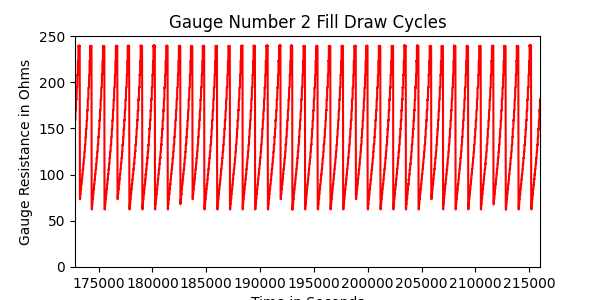 Gauge Number 2 Fill Draw Cycles
250
200
150
100
50
0
Gauge Resistance in Ohms
175000 180000 185000 190000 195000 200000 205000 210000 215000
Time in Seconds